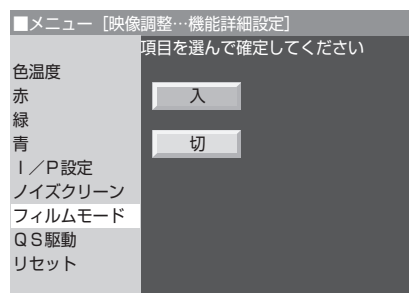 ■メニュー［映像調整…機能詳細設定］
項目を選んで確定してください
色温度
赤
入
緑
青
切
I／P設定
ノイズクリーン
フィルムモード
QS駆動
リセット